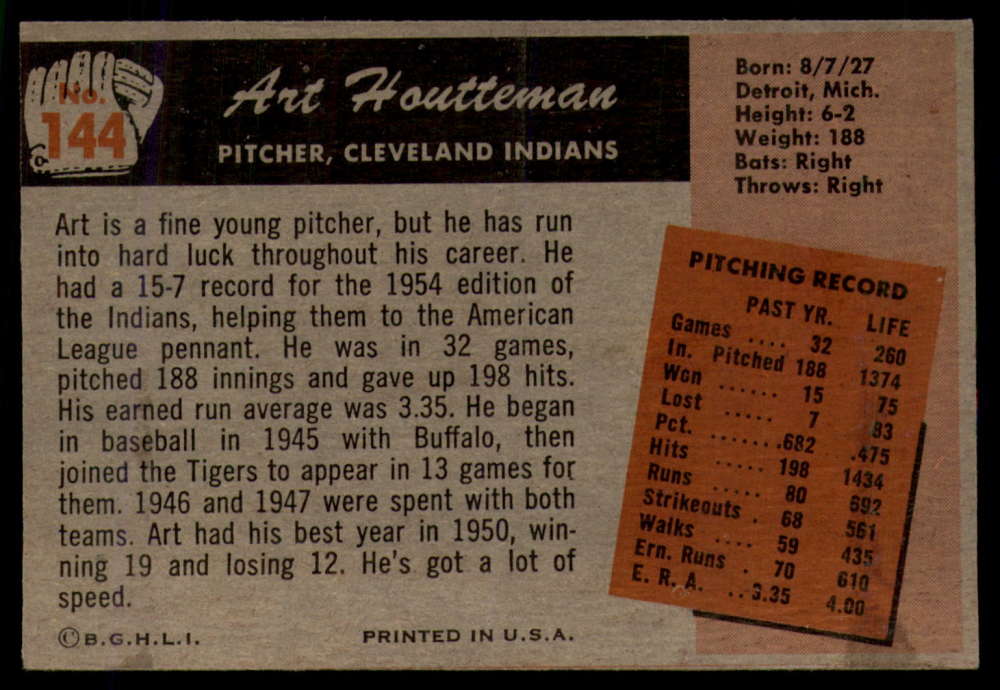 No.
144
Art Houtteman
PITCHER, CLEVELAND INDIANS
Born: 8/7/27
Detroit, Mich.
Height: 6-2
Weight: 188
Bats: Right
Throws: Right
Art is a fine young pitcher, but he has run
into hard luck throughout his career. He
had a 15-7 record for the 1954 edition of
the Indians, helping them to the American
League pennant. He was in 32 games,
pitched 188 innings and gave up 198 hits.
His earned run average was 3.35. He began
in baseball in 1945 with Buffalo, then
joined the Tigers to appear in 13 games for
them. 1946 and 1947 were spent with both
teams. Art had his best year in 1950, win-
ning 19 and losing 12. He's got a lot of
speed.
PITCHING RECORD
PAST YR. LIFE
Games .... 32 260
In. Pitched 188 1374
Won ...... 15 75
Lost ..... 7 83
Pct. .......682 .475
Hits ..... 198 1434
Runs ..... 80 692
Strikeouts . 68 561
Walks .... 59 435
Ern. Runs . 70 610
E. R. A. .. 3.35 4.00
©B.G.H.L.I.
PRINTED IN U.S.A.